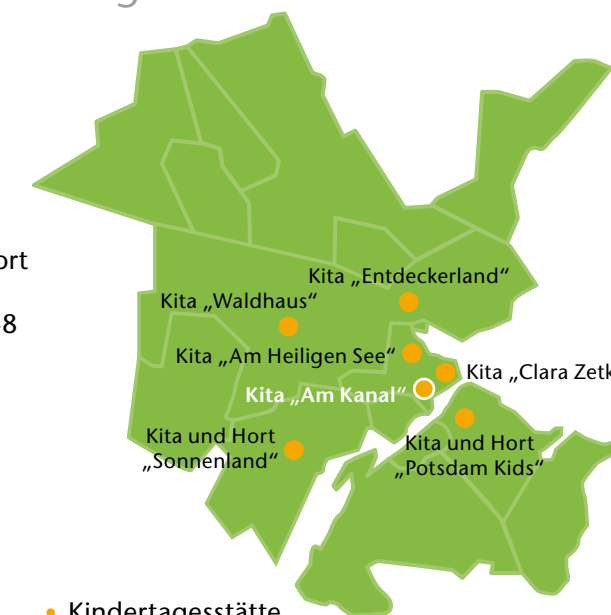 ort
8
Kita „Entdeckerland“
Kita „Waldhaus“
Kita „Am Heiligen See“
Kita „Clara Zetk
Kita „Am Kanal“
Kita und Hort
„Sonnenland“
Kita und Hort
„Potsdam Kids“
• Kindertagesstätte